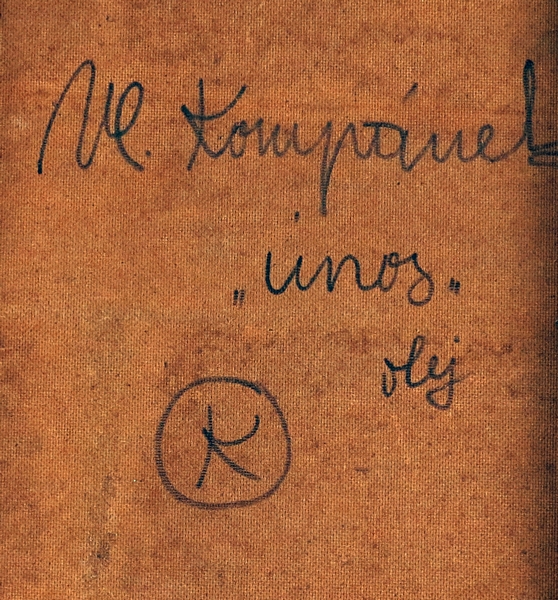 Vl. Kompánek
„únos"
olej
K